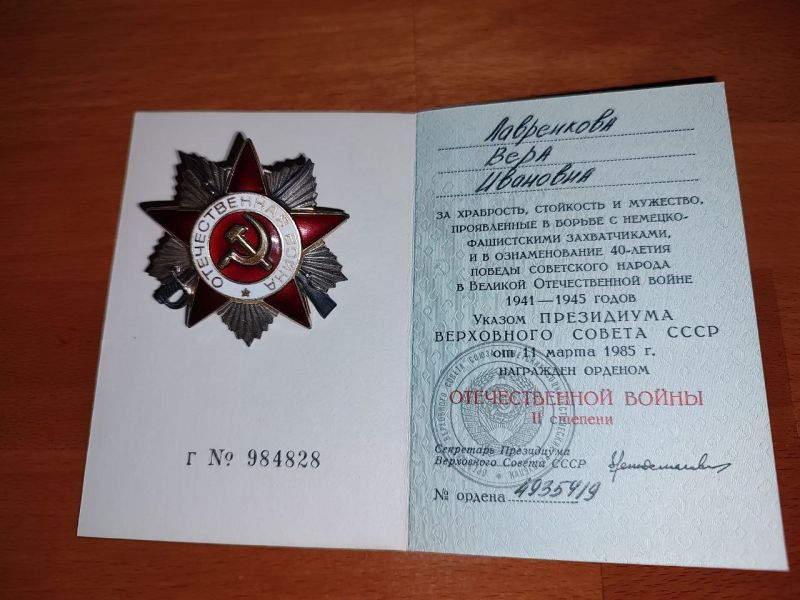 ОТЕЧЕСТВЕННАЯ ВОЙНА
г № 984828
Лавренкова
Вера
Ивановна
ЗА ХРАБРОСТЬ, СТОЙКОСТЬ И МУЖЕСТВО,
ПРОЯВЛЕННЫЕ В БОРЬБЕ С НЕМЕЦКО-
ФАШИСТСКИМИ ЗАХВАТЧИКАМИ,
И В ОЗНАМЕНОВАНИЕ 40-ЛЕТИЯ
ПОБЕДЫ СОВЕТСКОГО НАРОДА
В ВЕЛИКОЙ ОТЕЧЕСТВЕННОЙ ВОЙНЕ
1941—1945 ГОДОВ
УКАЗОМ ПРЕЗИДИУМА
ВЕРХОВНОГО СОВЕТА СССР
от 11 марта 1985 г.
НАГРАЖДЕН ОРДЕНОМ
ОТЕЧЕСТВЕННОЙ ВОЙНЫ
II степени
Секретарь Президиума
Верховного Совета СССР
№ ордена 4935419